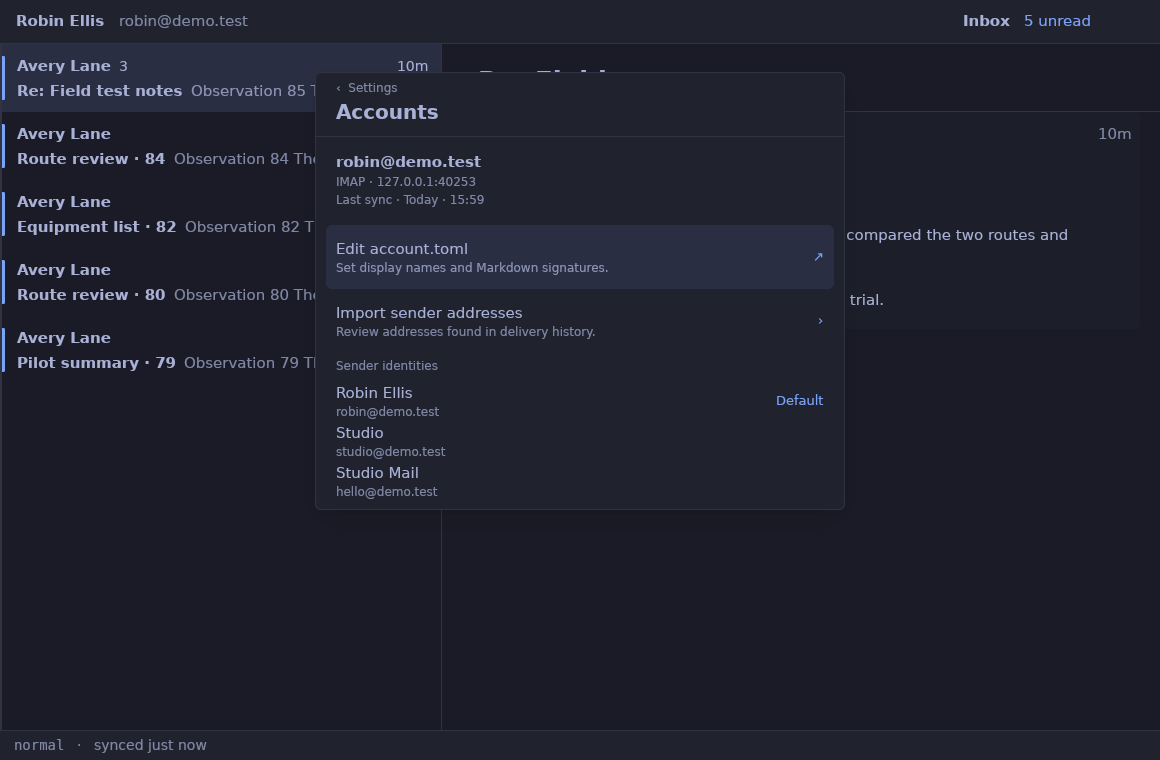 Robin Ellis robin@demo.test
Inbox 5 unread
Avery Lane 3 10m
Re: Field test notes Observation 85 T
Avery Lane
Route review · 84 Observation 84 The
Avery Lane
Equipment list · 82 Observation 82 T
Avery Lane
Route review · 80 Observation 80 The
Avery Lane
Pilot summary · 79 Observation 79 Th
‹ Settings
Accounts
robin@demo.test
IMAP · 127.0.0.1:40253
Last sync · Today · 15:59
Edit account.toml ↗
Set display names and Markdown signatures.
Import sender addresses ›
Review addresses found in delivery history.
Sender identities
Robin Ellis Default
robin@demo.test
Studio
studio@demo.test
Studio Mail
hello@demo.test
10m
compared the two routes and
trial.
normal · synced just now